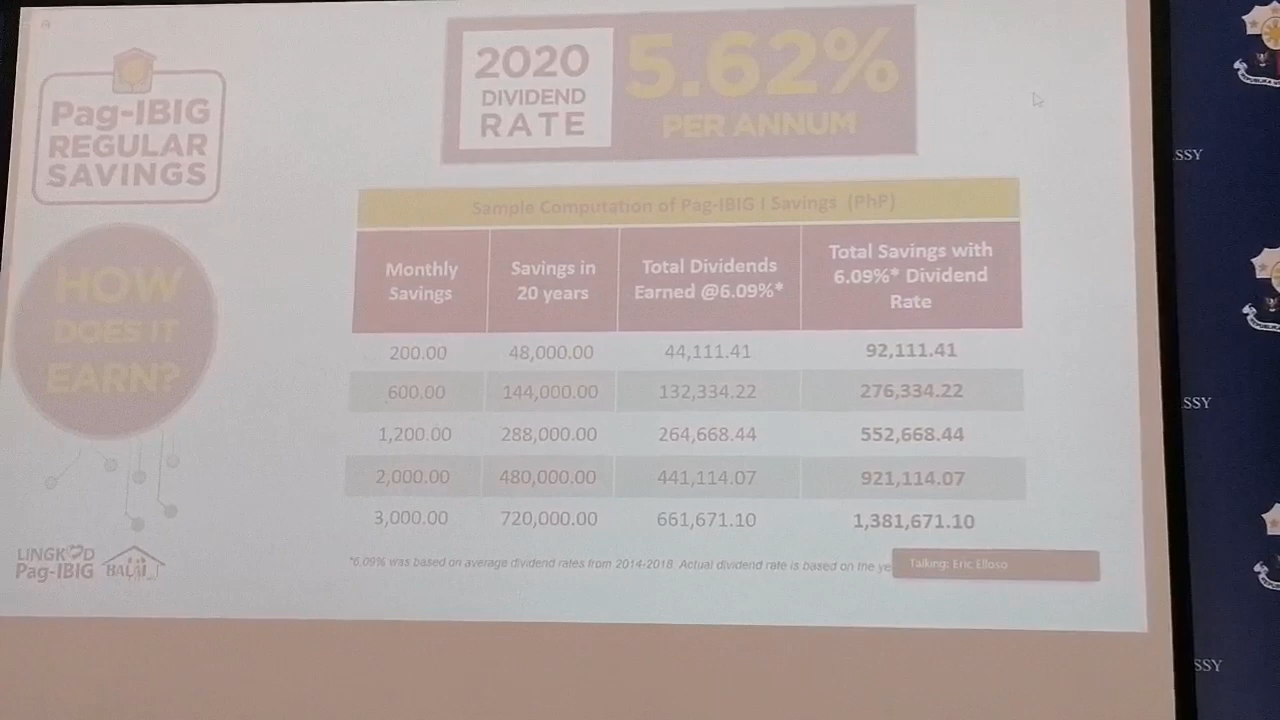 Pag-IBIG
REGULAR
SAVINGS
2020
DIVIDEND
RATE
5.62%
PER ANNUM
HOW
DOES IT
EARN?
Sample Computation of Pag-IBIG I Savings (PhP)
Monthly Savings | Savings in 20 years | Total Dividends Earned @6.09%* | Total Savings with 6.09%* Dividend Rate
200.00 48,000.00 44,111.41 92,111.41
600.00 144,000.00 132,334.22 276,334.22
1,200.00 288,000.00 264,668.44 552,668.44
2,000.00 480,000.00 441,114.07 921,114.07
3,000.00 720,000.00 661,671.10 1,381,671.10
*6.09% was based on average dividend rates from 2014-2018. Actual dividend rate is based on the ye
Talking: Eric Elloso
LINGKOD
Pag-IBIG
SSY
SSY
SSY